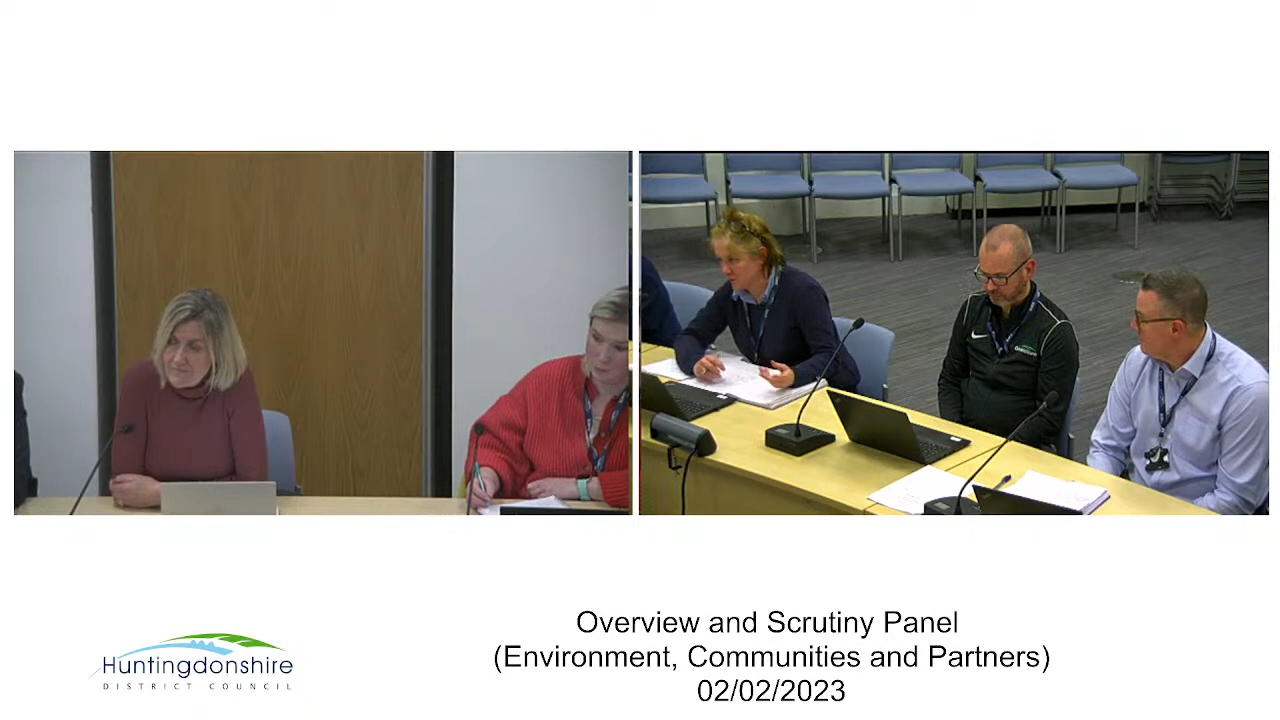 Overview and Scrutiny Panel
(Environment, Communities and Partners)
02/02/2023
Huntingdonshire
DISTRICT COUNCIL